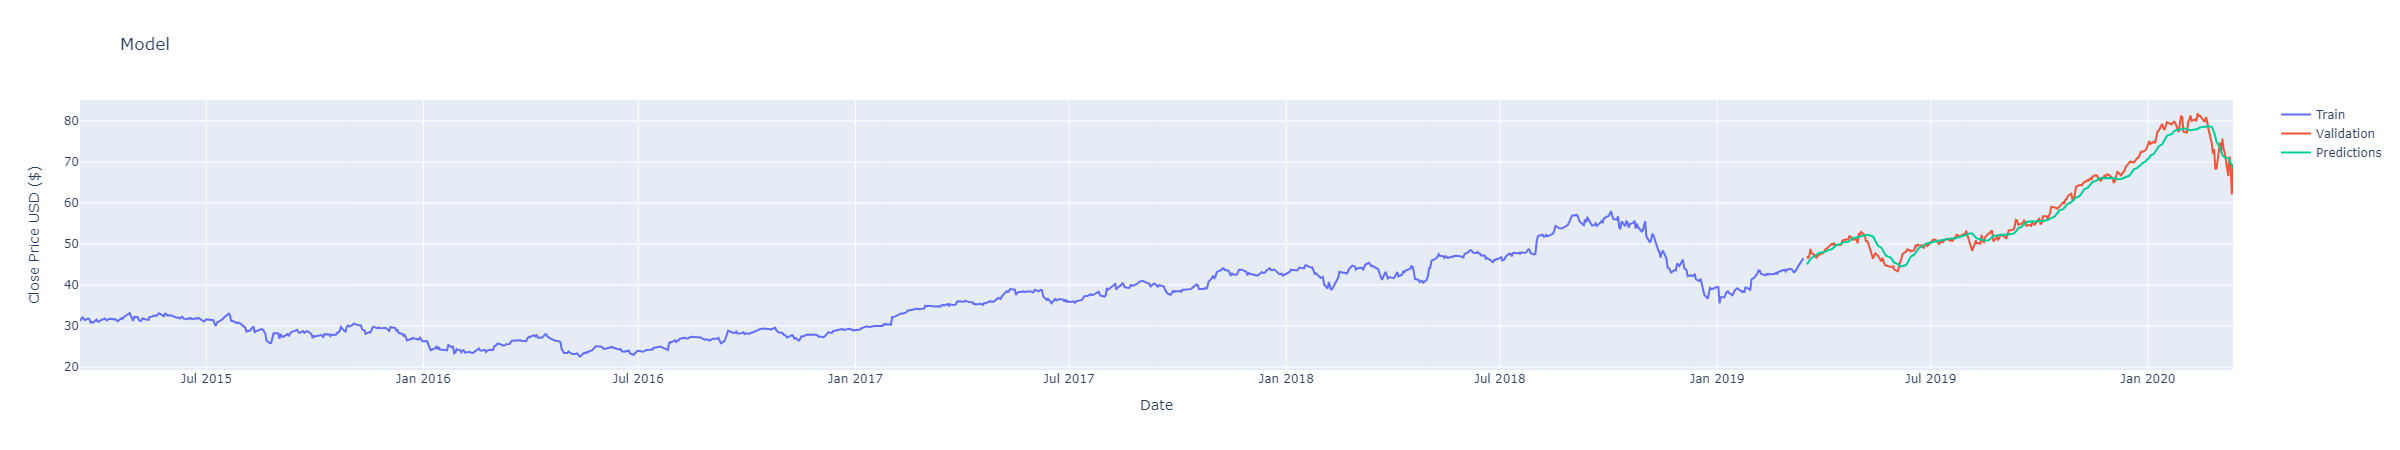 Model
Train
Validation
Predictions
Close Price USD ($)
80
70
60
50
40
30
20
Jul 2015
Jan 2016
Jul 2016
Jan 2017
Jul 2017
Jan 2018
Jul 2018
Jan 2019
Jul 2019
Jan 2020
Date